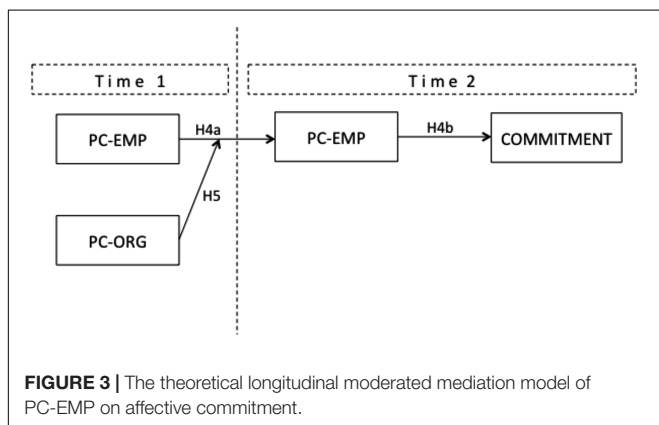 Time 1
Time 2
PC-EMP
H4a
PC-EMP
H4b
COMMITMENT
H5
PC-ORG
FIGURE 3 | The theoretical longitudinal moderated mediation model of
PC-EMP on affective commitment.